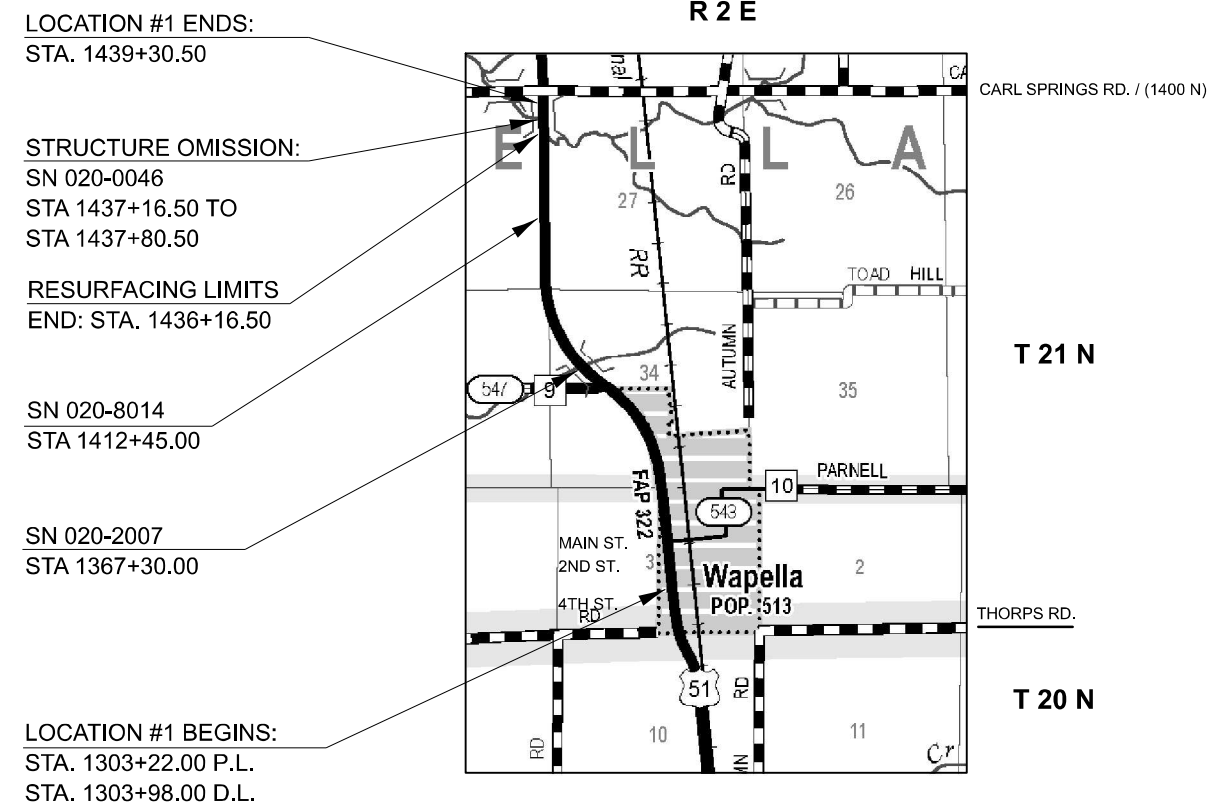 R 2 E
LOCATION #1 ENDS:
STA. 1439+30.50
STRUCTURE OMISSION:
SN 020-0046
STA 1437+16.50 TO
STA 1437+80.50
RESURFACING LIMITS
END: STA. 1436+16.50
SN 020-8014
STA 1412+45.00
SN 020-2007
STA 1367+30.00
LOCATION #1 BEGINS:
STA. 1303+22.00 P.L.
STA. 1303+98.00 D.L.
nal
CA
CARL SPRINGS RD. / (1400 N)
E L L A
RD
27
26
RR
TOAD HILL
T 21 N
AUTUMN
34
35
547
9
FAP 322
PARNELL
10
543
MAIN ST.
2ND ST.
3
Wapella
2
4TH ST.
POP. 513
RD
THORPS RD.
51
RD
T 20 N
10
11
RD
MN
Cr